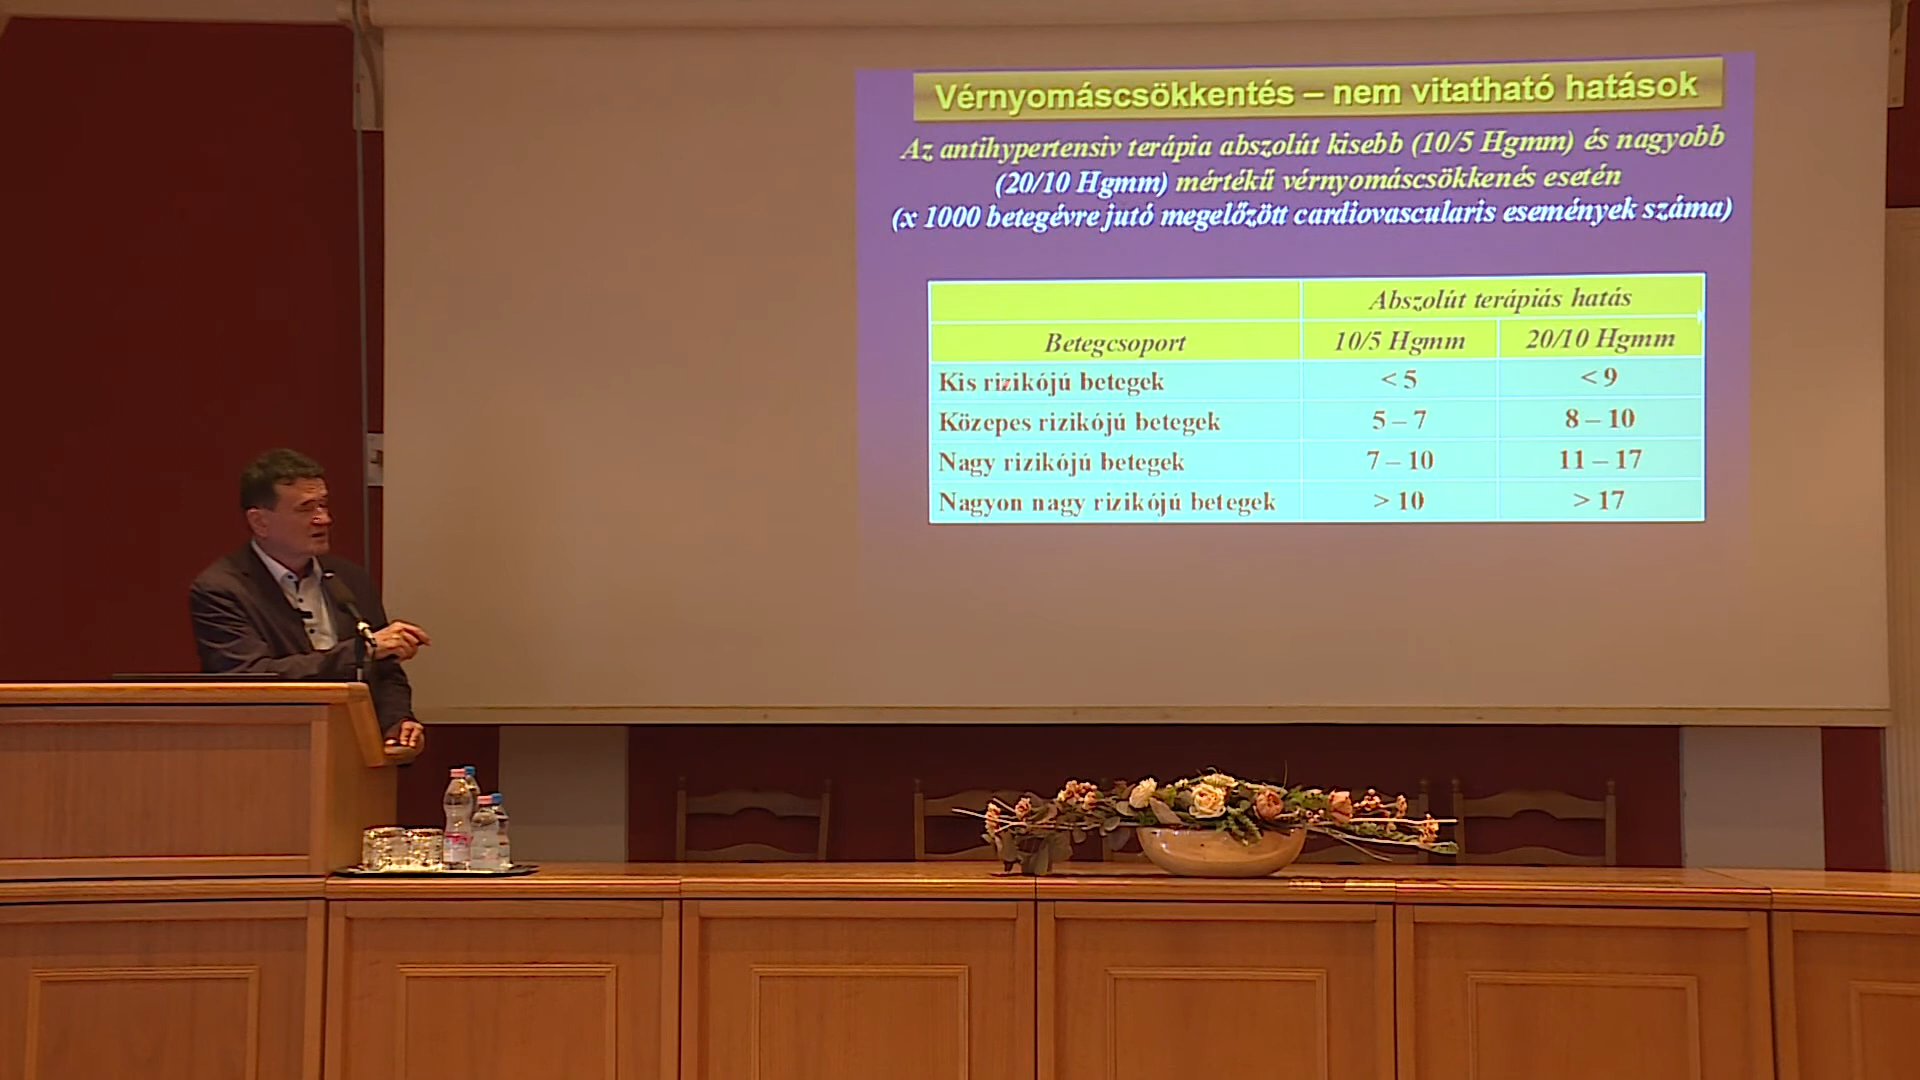 Vérnyomáscsökkentés – nem vitatható hatások
Az antihypertensiv terápia abszolút kisebb (10/5 Hgmm) és nagyobb
(20/10 Hgmm) mértékű vérnyomáscsökkenés esetén
(x 1000 betegévre jutó megelőzött cardiovascularis események száma)
Abszolút terápiás hatás
Betegcsoport 10/5 Hgmm 20/10 Hgmm
Kis rizikójú betegek < 5 < 9
Közepes rizikójú betegek 5 – 7 8 – 10
Nagy rizikójú betegek 7 – 10 11 – 17
Nagyon nagy rizikójú betegek > 10 > 17